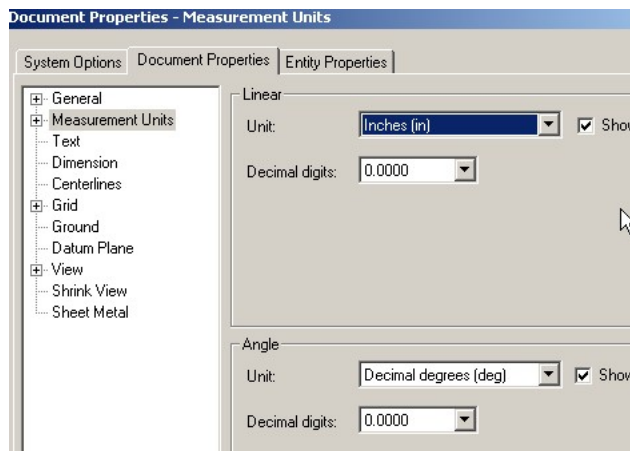 Document Properties - Measurement Units
System Options
Document Properties
Entity Properties
General
Measurement Units
Text
Dimension
Centerlines
Grid
Ground
Datum Plane
View
Shrink View
Sheet Metal
Linear
Unit: Inches (in) Show
Decimal digits: 0.0000
Angle
Unit: Decimal degrees (deg) Show
Decimal digits: 0.0000